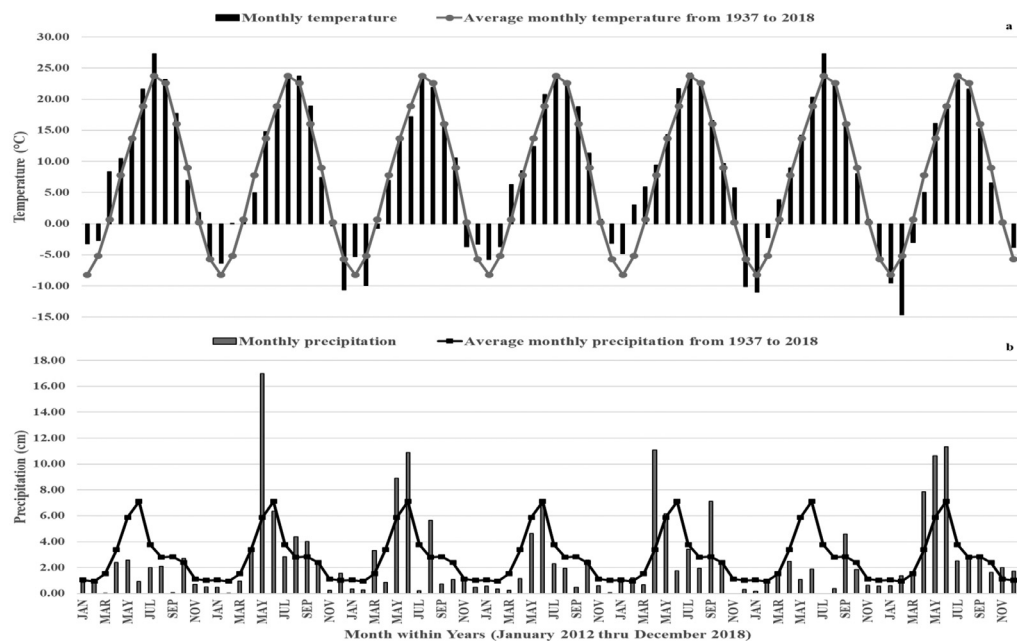 Monthly temperature
Average monthly temperature from 1937 to 2018
a
30.00
25.00
20.00
15.00
10.00
5.00
0.00
-5.00
-10.00
-15.00
Temperature (°C)
Monthly precipitation
Average monthly precipitation from 1937 to 2018
b
18.00
16.00
14.00
12.00
10.00
8.00
6.00
4.00
2.00
0.00
Precipitation (cm)
JAN MAR MAY JUL SEP NOV JAN MAR MAY JUL SEP NOV JAN MAR MAY JUL SEP NOV JAN MAR MAY JUL SEP NOV JAN MAR MAY JUL SEP NOV JAN MAR MAY JUL SEP NOV JAN MAR MAY JUL SEP NOV
Month within Years (January 2012 thru December 2018)